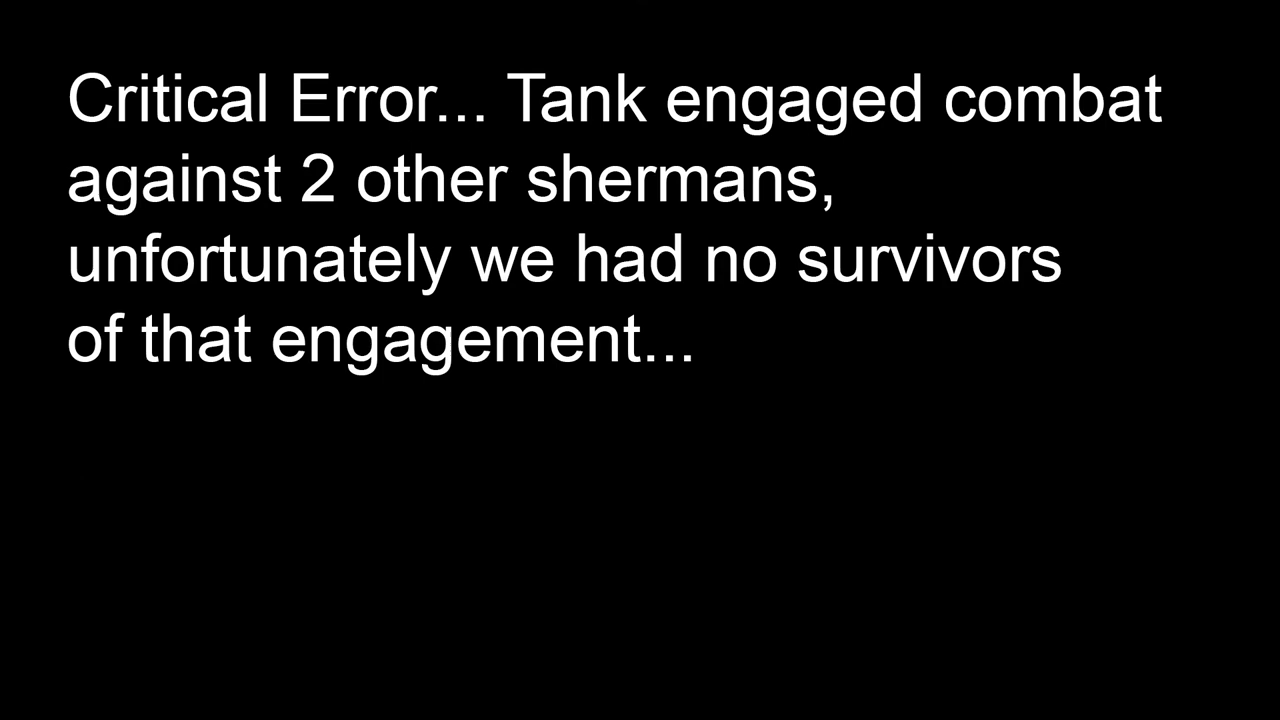 Critical Error... Tank engaged combat
against 2 other shermans,
unfortunately we had no survivors
of that engagement...